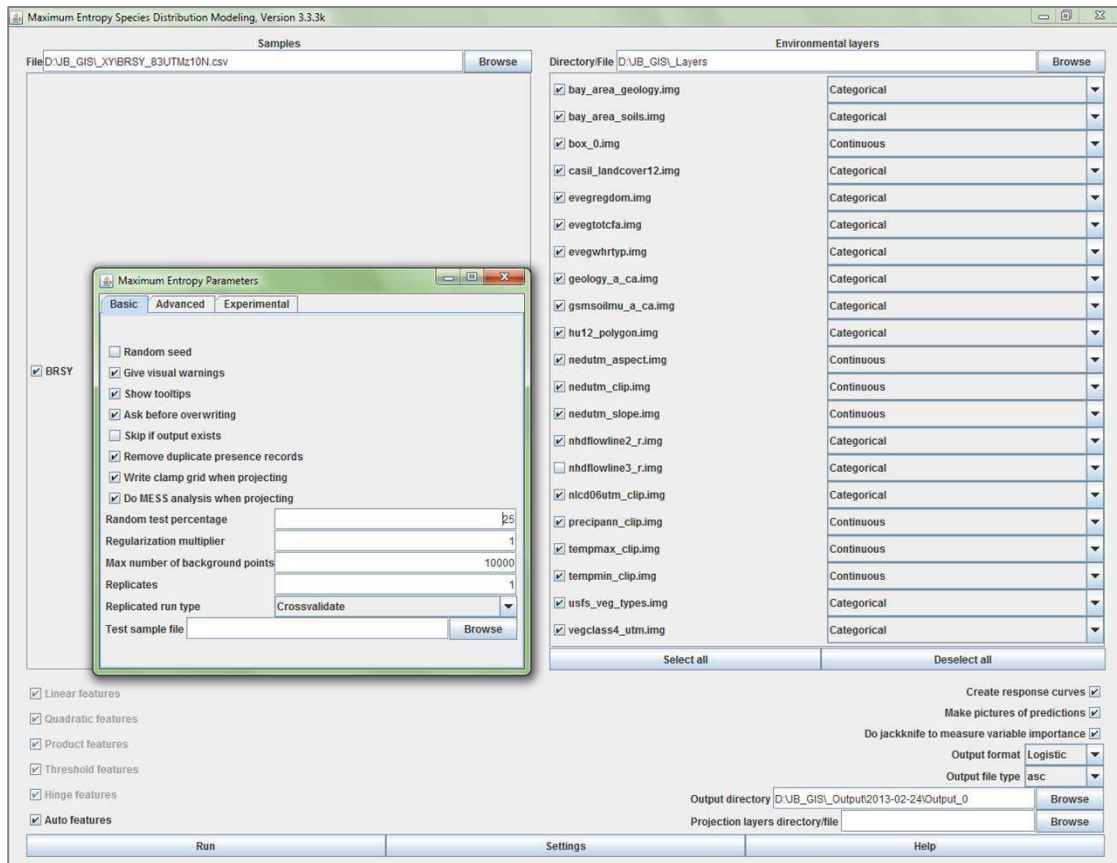 Maximum Entropy Species Distribution Modeling, Version 3.3.3k
Samples
File D:\JB_GIS\_XY\BRSY_83UTMz10N.csv Browse
BRSY
Environmental layers
Directory/File D:\JB_GIS\_Layers Browse
bay_area_geology.img Categorical
bay_area_soils.img Categorical
box_0.img Continuous
casil_landcover12.img Categorical
evegregdom.img Categorical
evegtotcfa.img Categorical
evegwhrtyp.img Categorical
geology_a_ca.img Categorical
gsmsoilmu_a_ca.img Categorical
hu12_polygon.img Categorical
nedutm_aspect.img Continuous
nedutm_clip.img Continuous
nedutm_slope.img Continuous
nhdflowline2_r.img Categorical
nhdflowline3_r.img Categorical
nlcd06utm_clip.img Categorical
precipann_clip.img Continuous
tempmax_clip.img Continuous
tempmin_clip.img Continuous
usfs_veg_types.img Categorical
vegclass4_utm.img Categorical
Select all Deselect all
Maximum Entropy Parameters
Basic Advanced Experimental
Random seed
Give visual warnings
Show tooltips
Ask before overwriting
Skip if output exists
Remove duplicate presence records
Write clamp grid when projecting
Do MESS analysis when projecting
Random test percentage 25
Regularization multiplier 1
Max number of background points 10000
Replicates 1
Replicated run type Crossvalidate
Test sample file Browse
Linear features
Quadratic features
Product features
Threshold features
Hinge features
Auto features
Create response curves
Make pictures of predictions
Do jackknife to measure variable importance
Output format Logistic
Output file type asc
Output directory D:\JB_GIS\_Output\2013-02-24\Output_0 Browse
Projection layers directory/file Browse
Run Settings Help